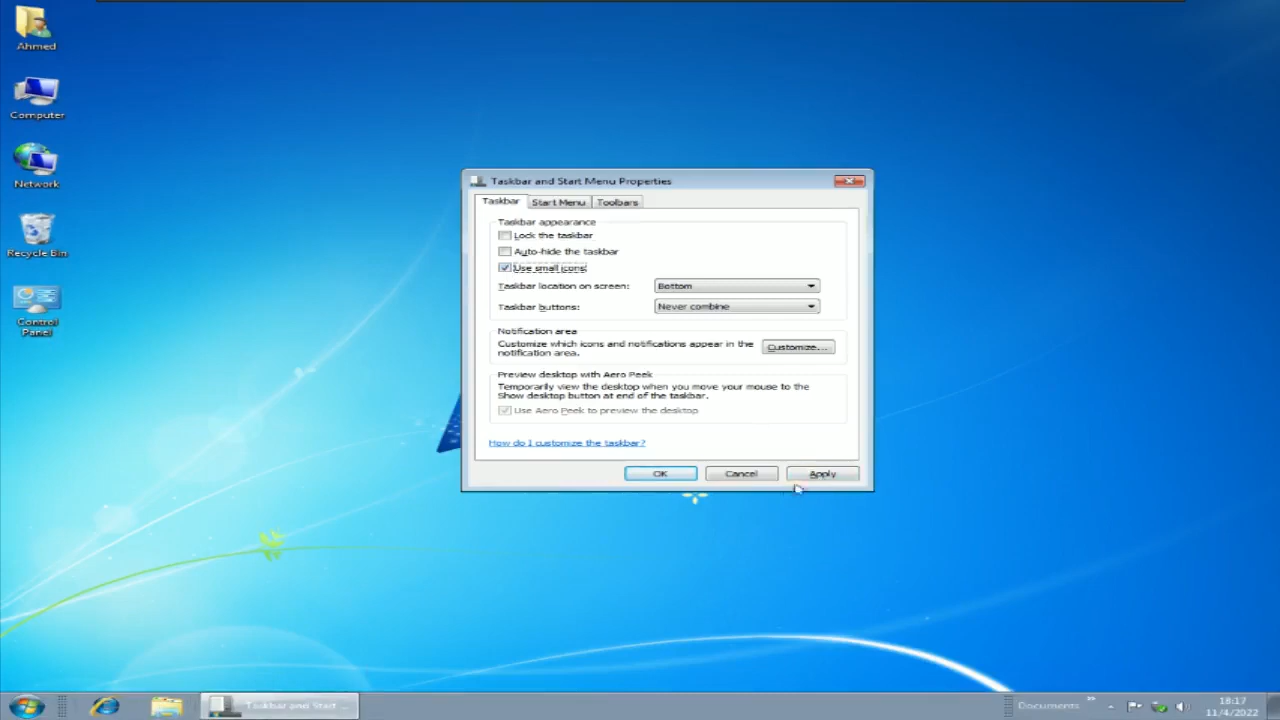 Ahmed
Computer
Network
Recycle Bin
Control
Panel
Taskbar and Start Menu Properties
Taskbar
Start Menu
Toolbars
Taskbar appearance
Lock the taskbar
Auto-hide the taskbar
Use small icons
Taskbar location on screen:
Bottom
Taskbar buttons:
Never combine
Notification area
Customize which icons and notifications appear in the
notification area.
Customize...
Preview desktop with Aero Peek
Temporarily view the desktop when you move your mouse to the
Show desktop button at end of the taskbar.
Use Aero Peek to preview the desktop
How do I customize the taskbar?
OK
Cancel
Apply
Taskbar and Start ...
Documents
18:17
11/4/2022